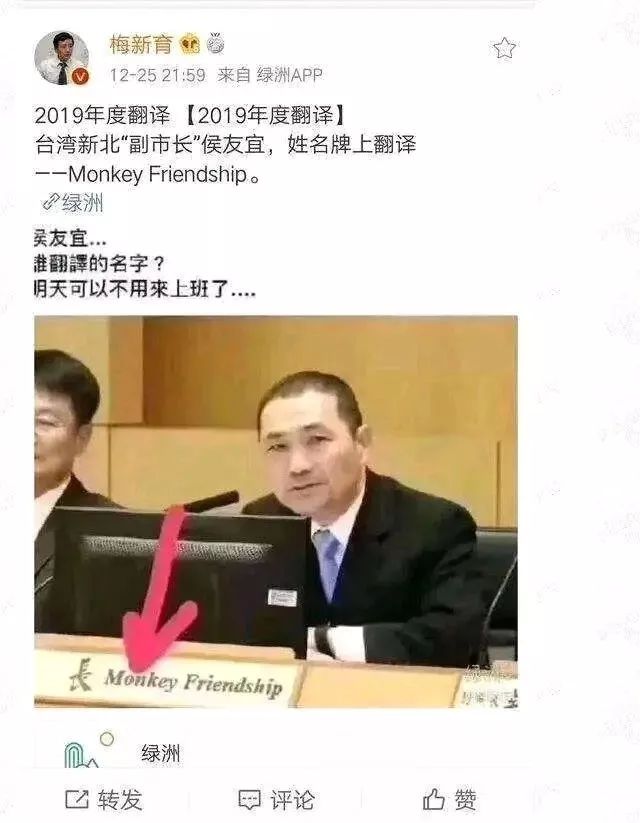 梅新育
12-25 21:59 来自 绿洲APP
2019年度翻译 【2019年度翻译】
台湾新北“副市长”侯友宜，姓名牌上翻译
——Monkey Friendship。
绿洲
侯友宜...
誰翻譯的名字？
明天可以不用來上班了....
長 Monkey Friendship
绿洲
绿洲
转发
评论
赞